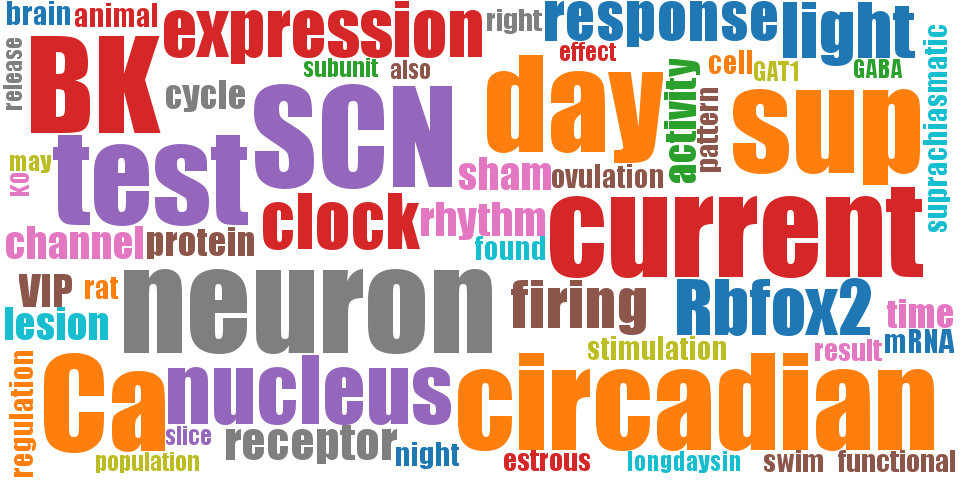 brain
animal
expression
right
response
light
release
BK
subunit
also
effect
cell
GAT1
GABA
cycle
SCN
day
activity
pattern
sup
suprachiasmatic
may
KO
test
sham
ovulation
channel
protein
clock
rhythm
found
current
VIP
rat
neuron
firing
Rbfox2
time
lesion
stimulation
result
mRNA
regulation
Ca
nucleus
circadian
slice
receptor
population
night
estrous
longdaysin
swim
functional